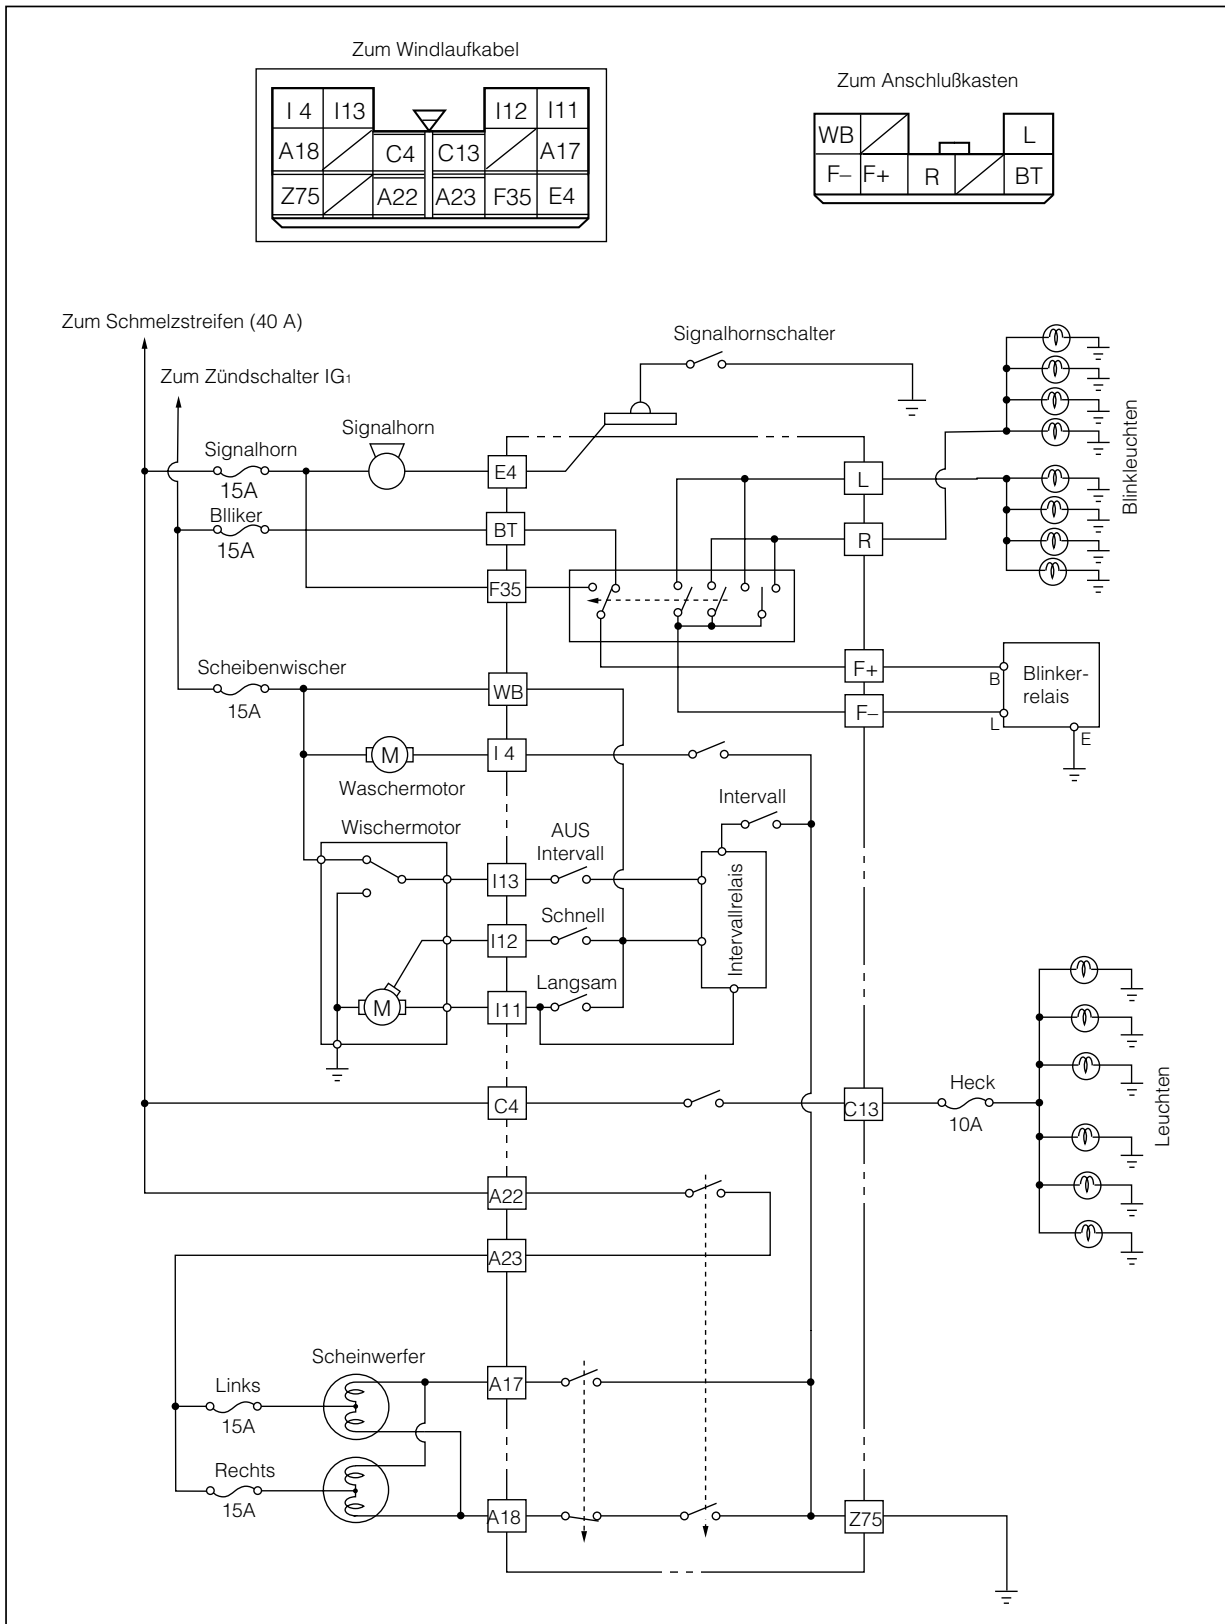 Zum Windlaufkabel
I 4 I13 I12 I11
A18 C4 C13 A17
Z75 A22 A23 F35 E4
Zum Anschlußkasten
WB L
F– F+ R BT
Zum Schmelzstreifen (40 A)
Zum Zündschalter IG1
Signalhornschalter
Signalhorn
15A
Signalhorn
E4
L
Blliker
15A
BT
R
F35
Blinkleuchten
Scheibenwischer
15A
WB
F+
F–
B
L
E
Blinker-
relais
M
Waschermotor
I 4
Wischermotor
M
AUS
Intervall
I13
Schnell
I12
Langsam
I11
Intervall
Intervallrelais
C4
C13
Heck
10A
Leuchten
A22
A23
Scheinwerfer
Links
15A
Rechts
15A
A17
A18
Z75